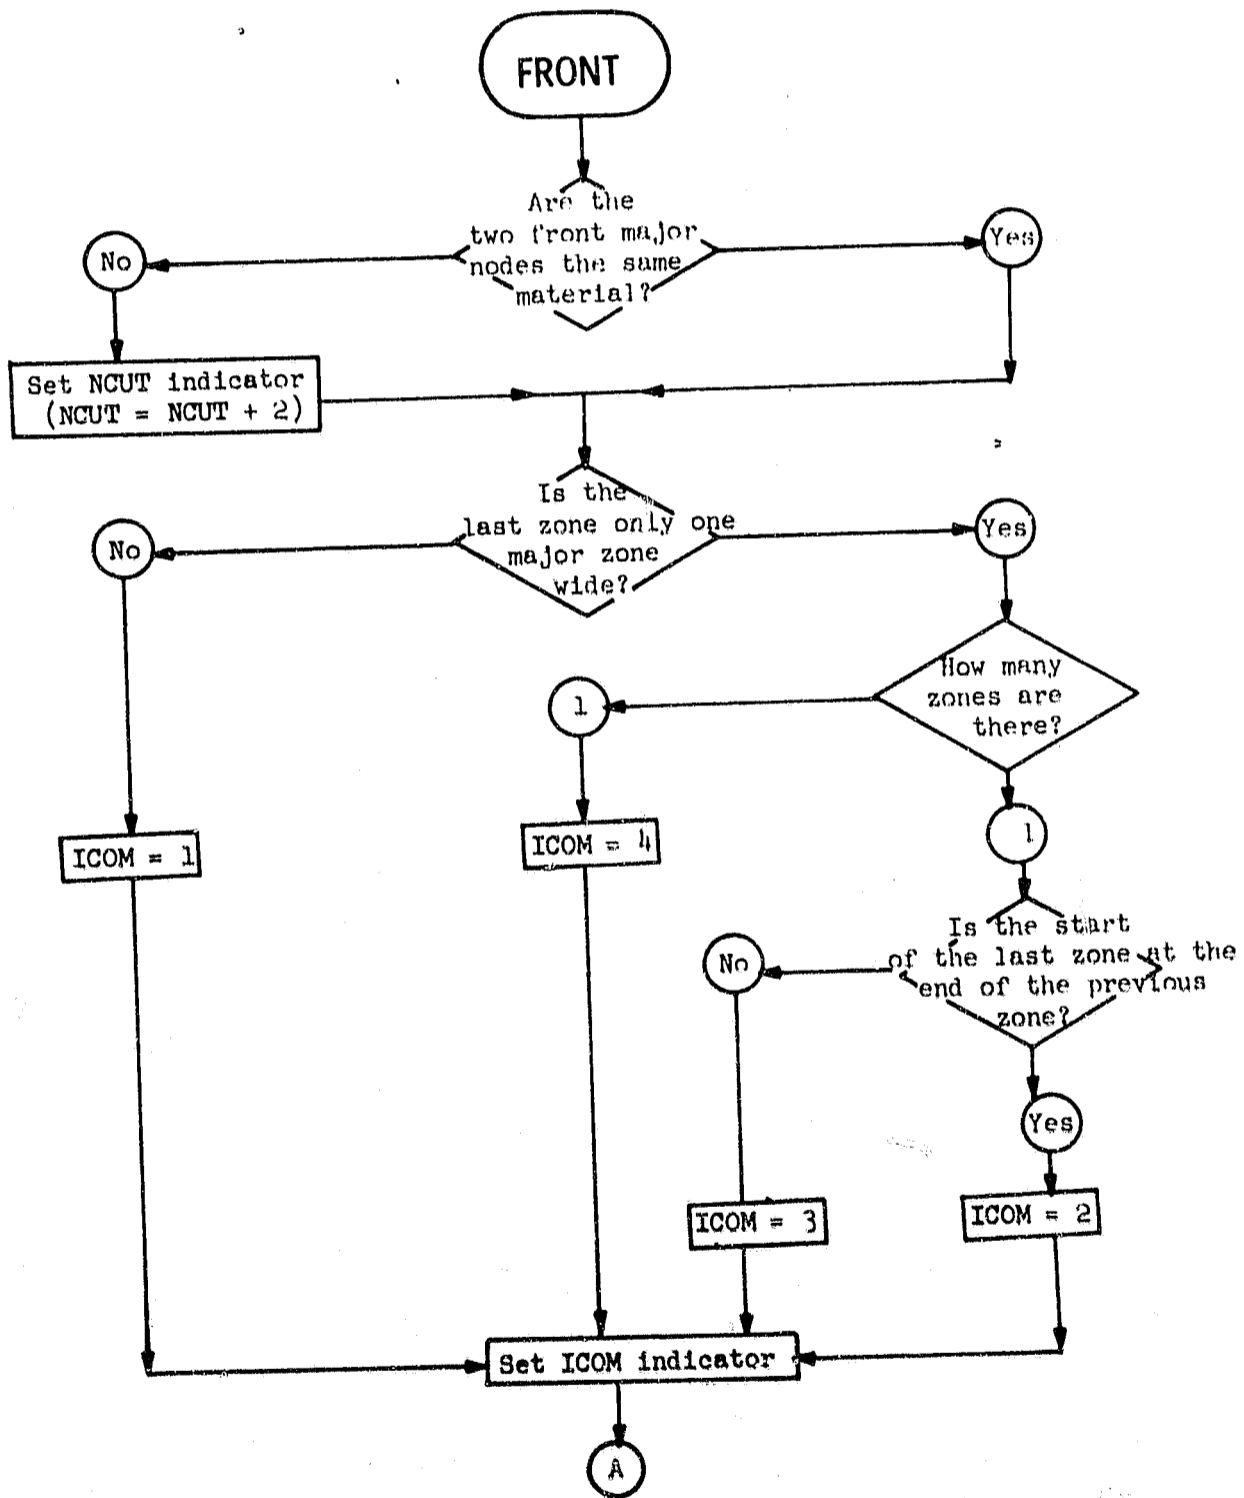 FRONT
Are the
two front major
nodes the same
material?
No
Yes
Set NCUT indicator
(NCUT = NCUT + 2)
Is the
last zone only one
major zone
wide?
No
Yes
How many
zones are
there?
1
1
ICOM = 1
ICOM = 4
Is the start
of the last zone at the
end of the previous
zone?
No
Yes
ICOM = 3
ICOM = 2
Set ICOM indicator
A